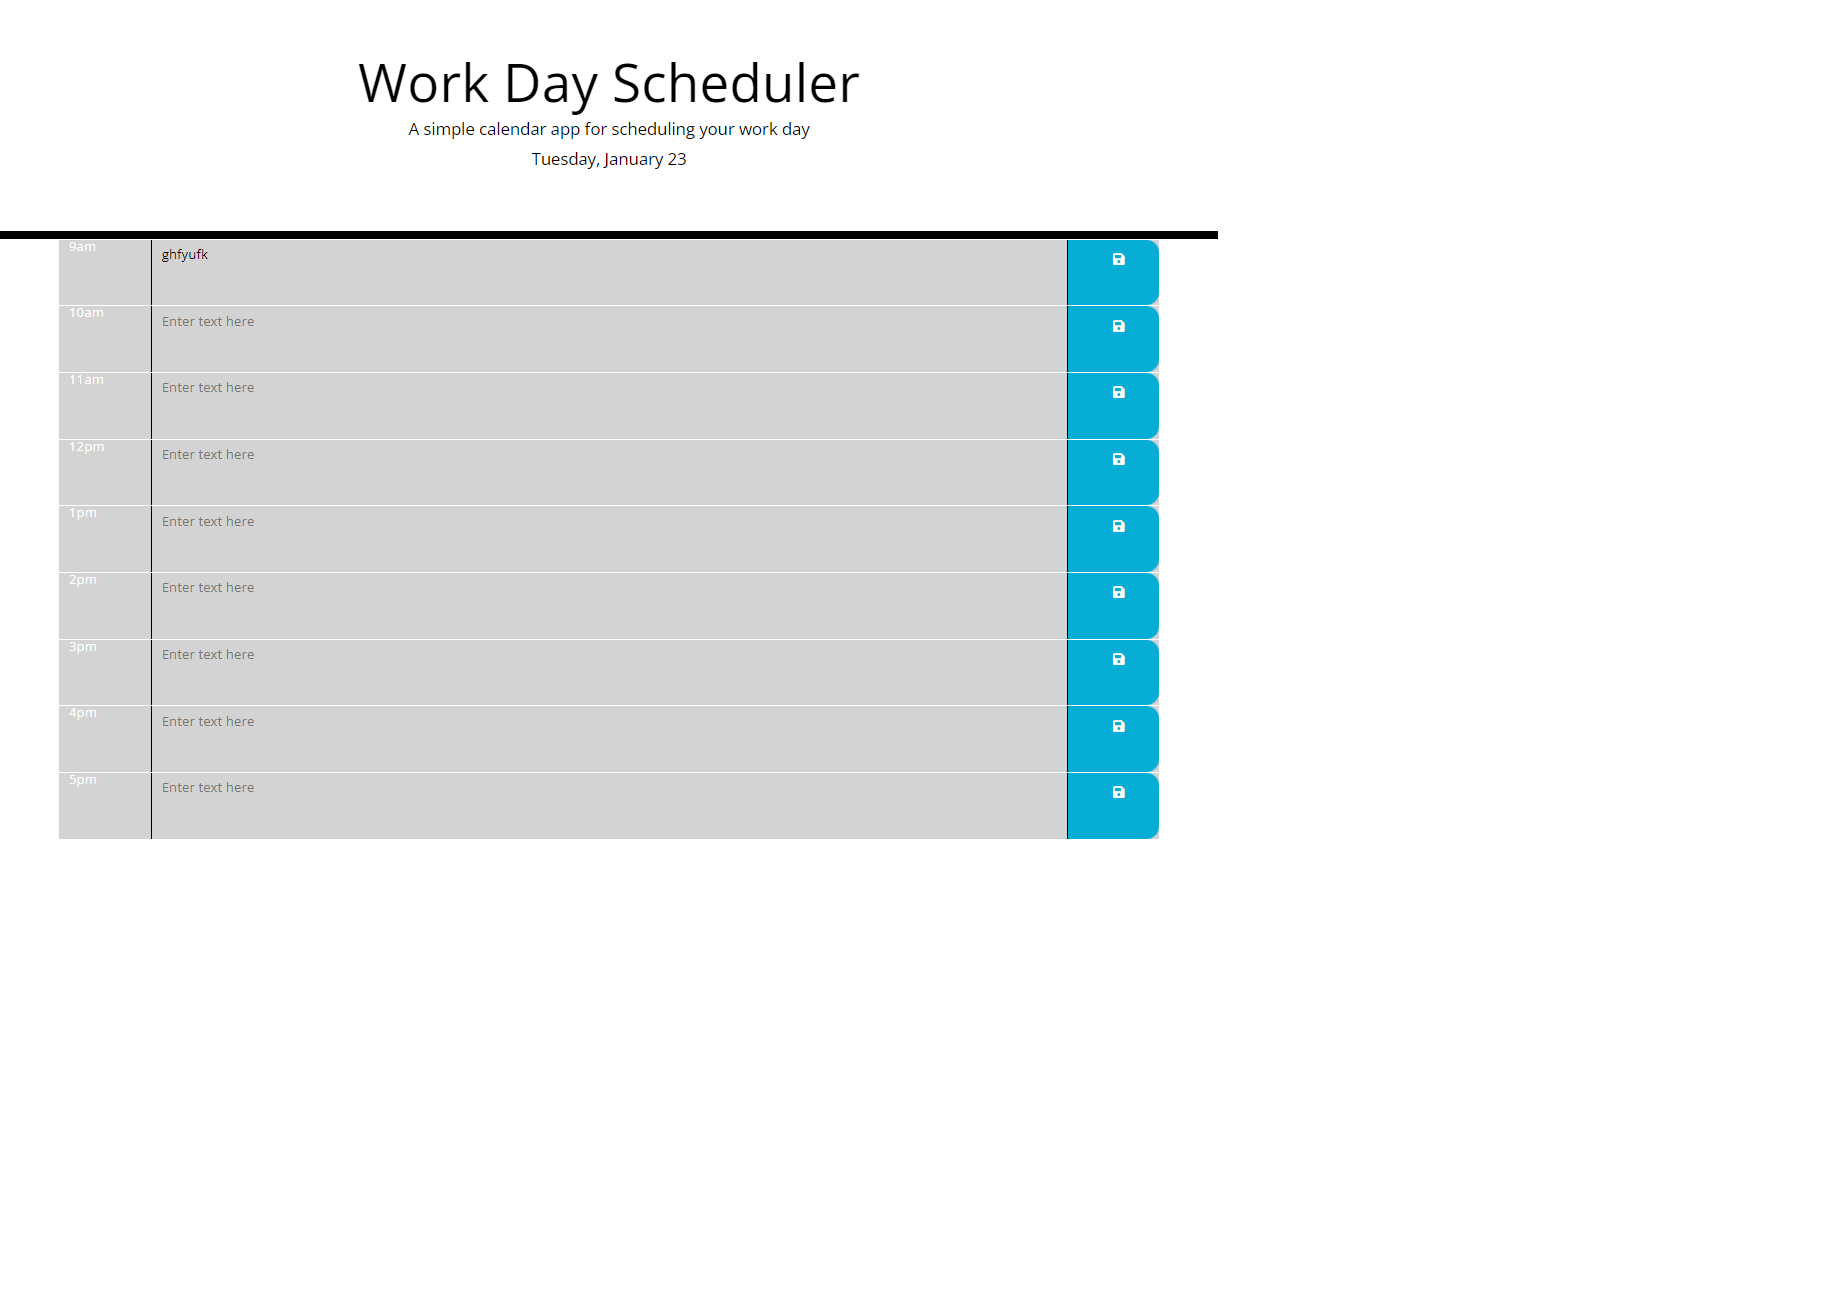 Work Day Scheduler
A simple calendar app for scheduling your work day
Tuesday, January 23
9am ghfyufk
10am Enter text here
11am Enter text here
12pm Enter text here
1pm Enter text here
2pm Enter text here
3pm Enter text here
4pm Enter text here
5pm Enter text here